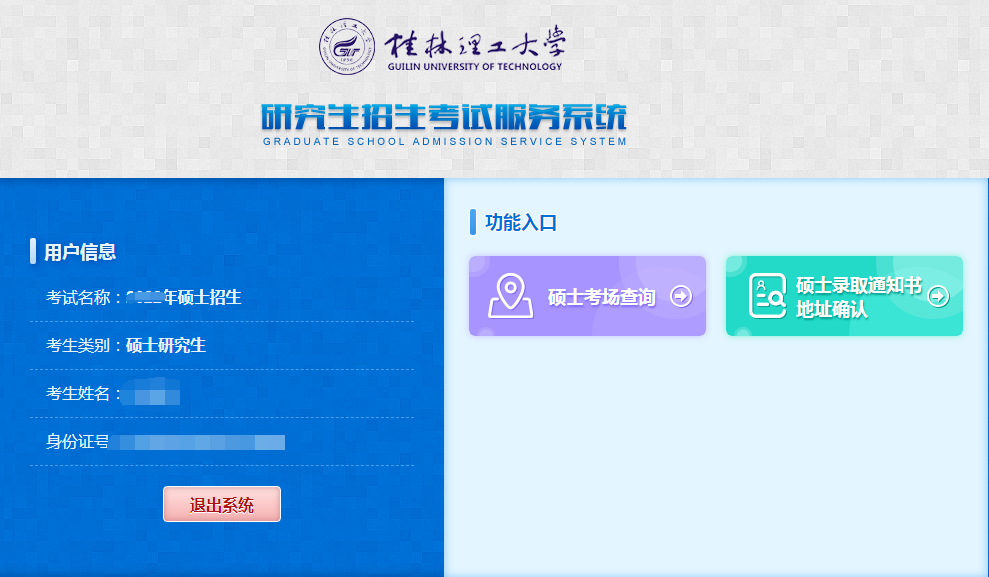 桂林理工大学
GUILIN UNIVERSITY OF TECHNOLOGY
研究生招生考试服务系统
GRADUATE SCHOOL ADMISSION SERVICE SYSTEM
用户信息
考试名称：年硕士招生
考生类别：硕士研究生
考生姓名：
身份证号
退出系统
功能入口
硕士考场查询
硕士录取通知书
地址确认